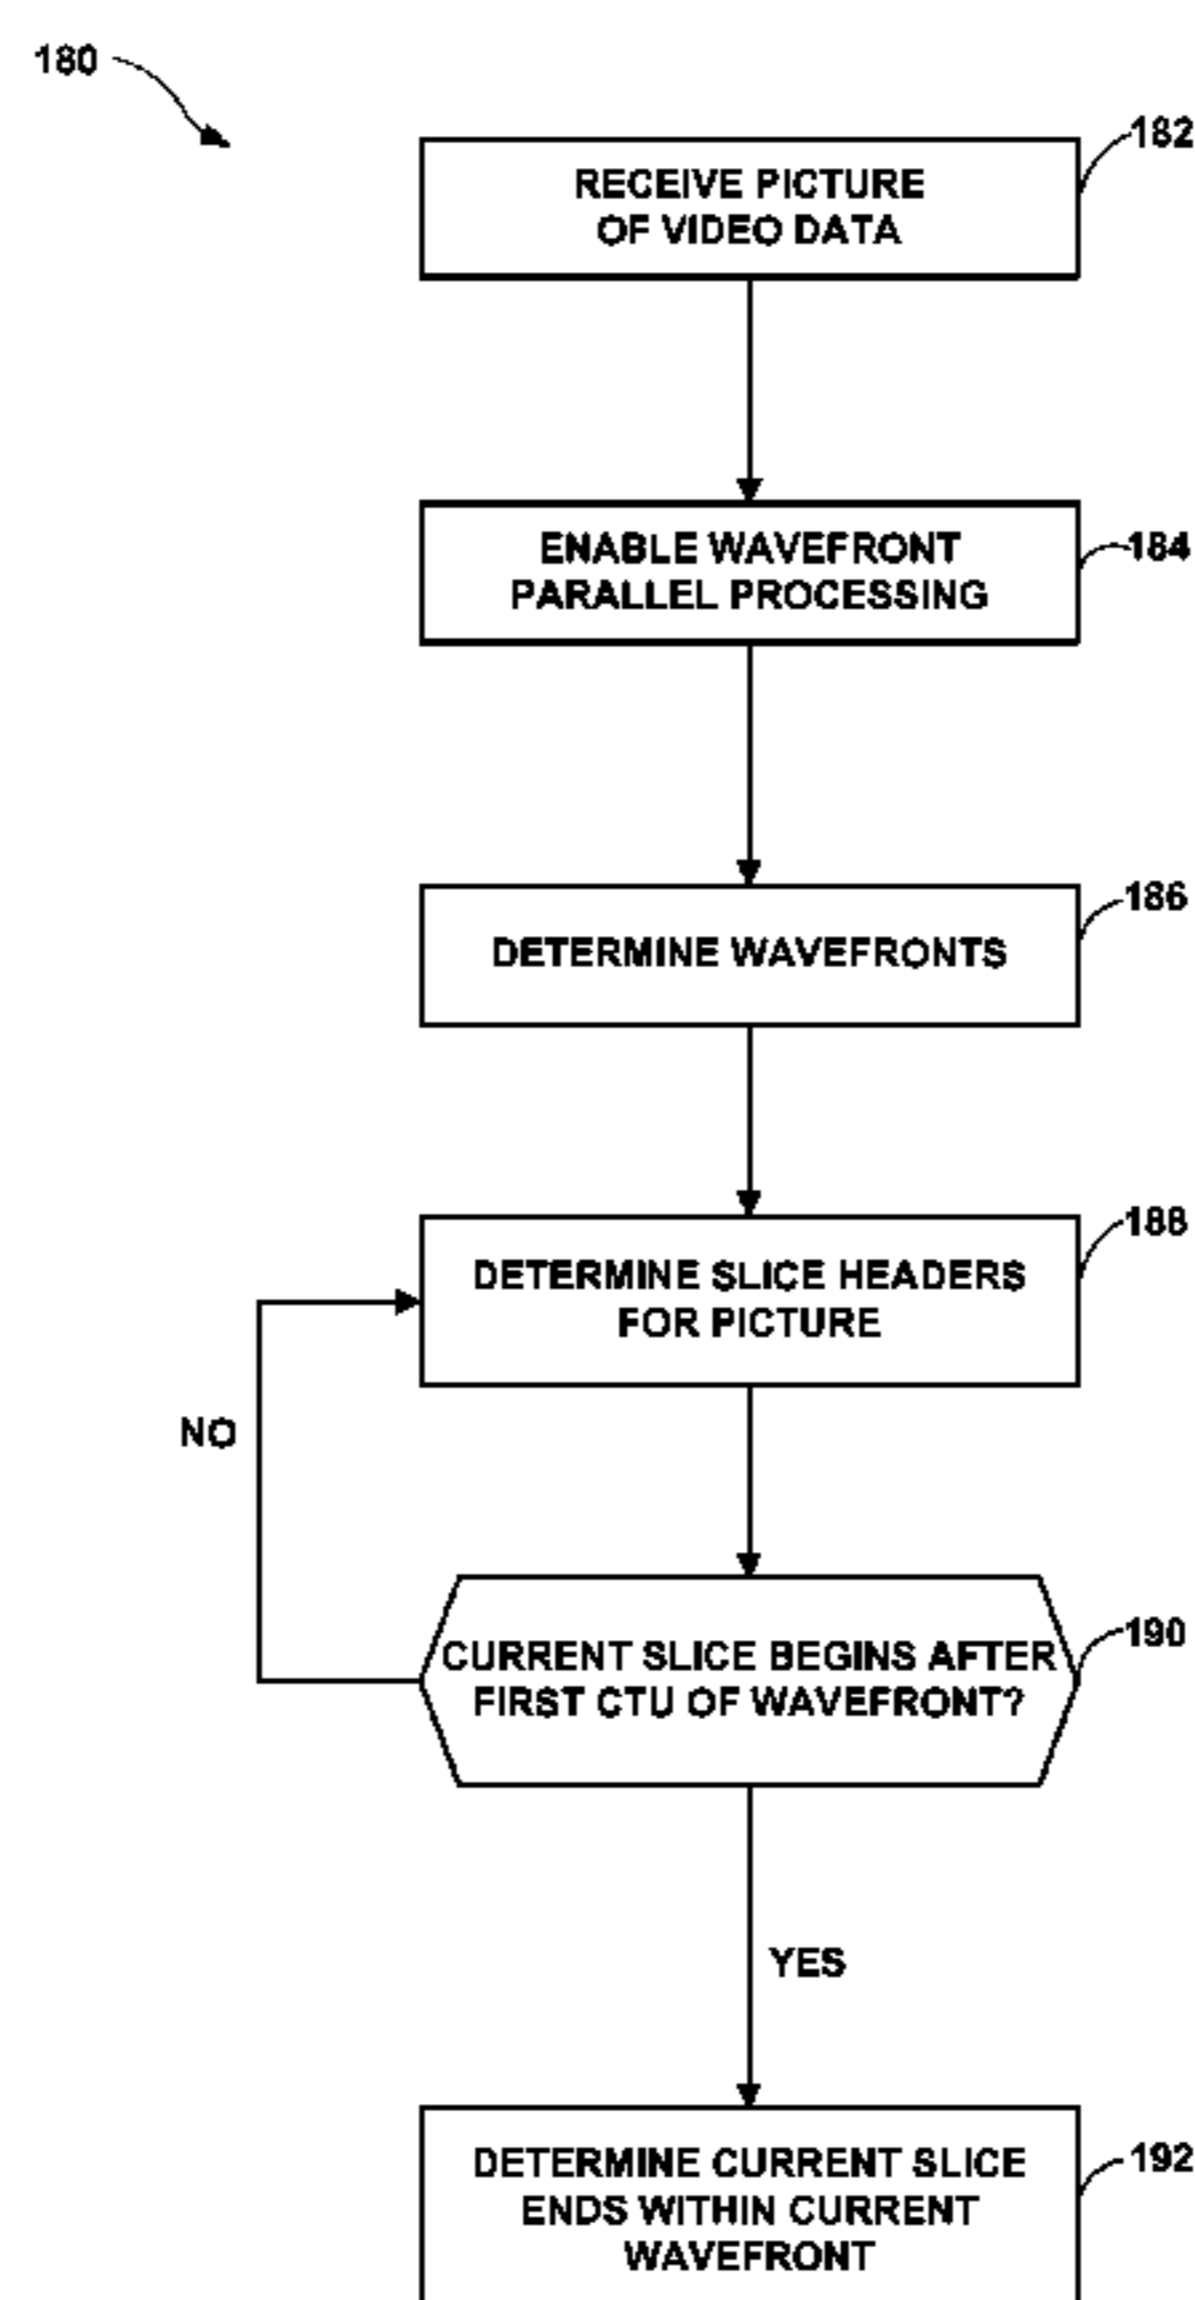 180
182
RECEIVE PICTURE
OF VIDEO DATA
184
ENABLE WAVEFRONT
PARALLEL PROCESSING
186
DETERMINE WAVEFRONTS
188
DETERMINE SLICE HEADERS
FOR PICTURE
NO
190
CURRENT SLICE BEGINS AFTER
FIRST CTU OF WAVEFRONT?
YES
192
DETERMINE CURRENT SLICE
ENDS WITHIN CURRENT
WAVEFRONT